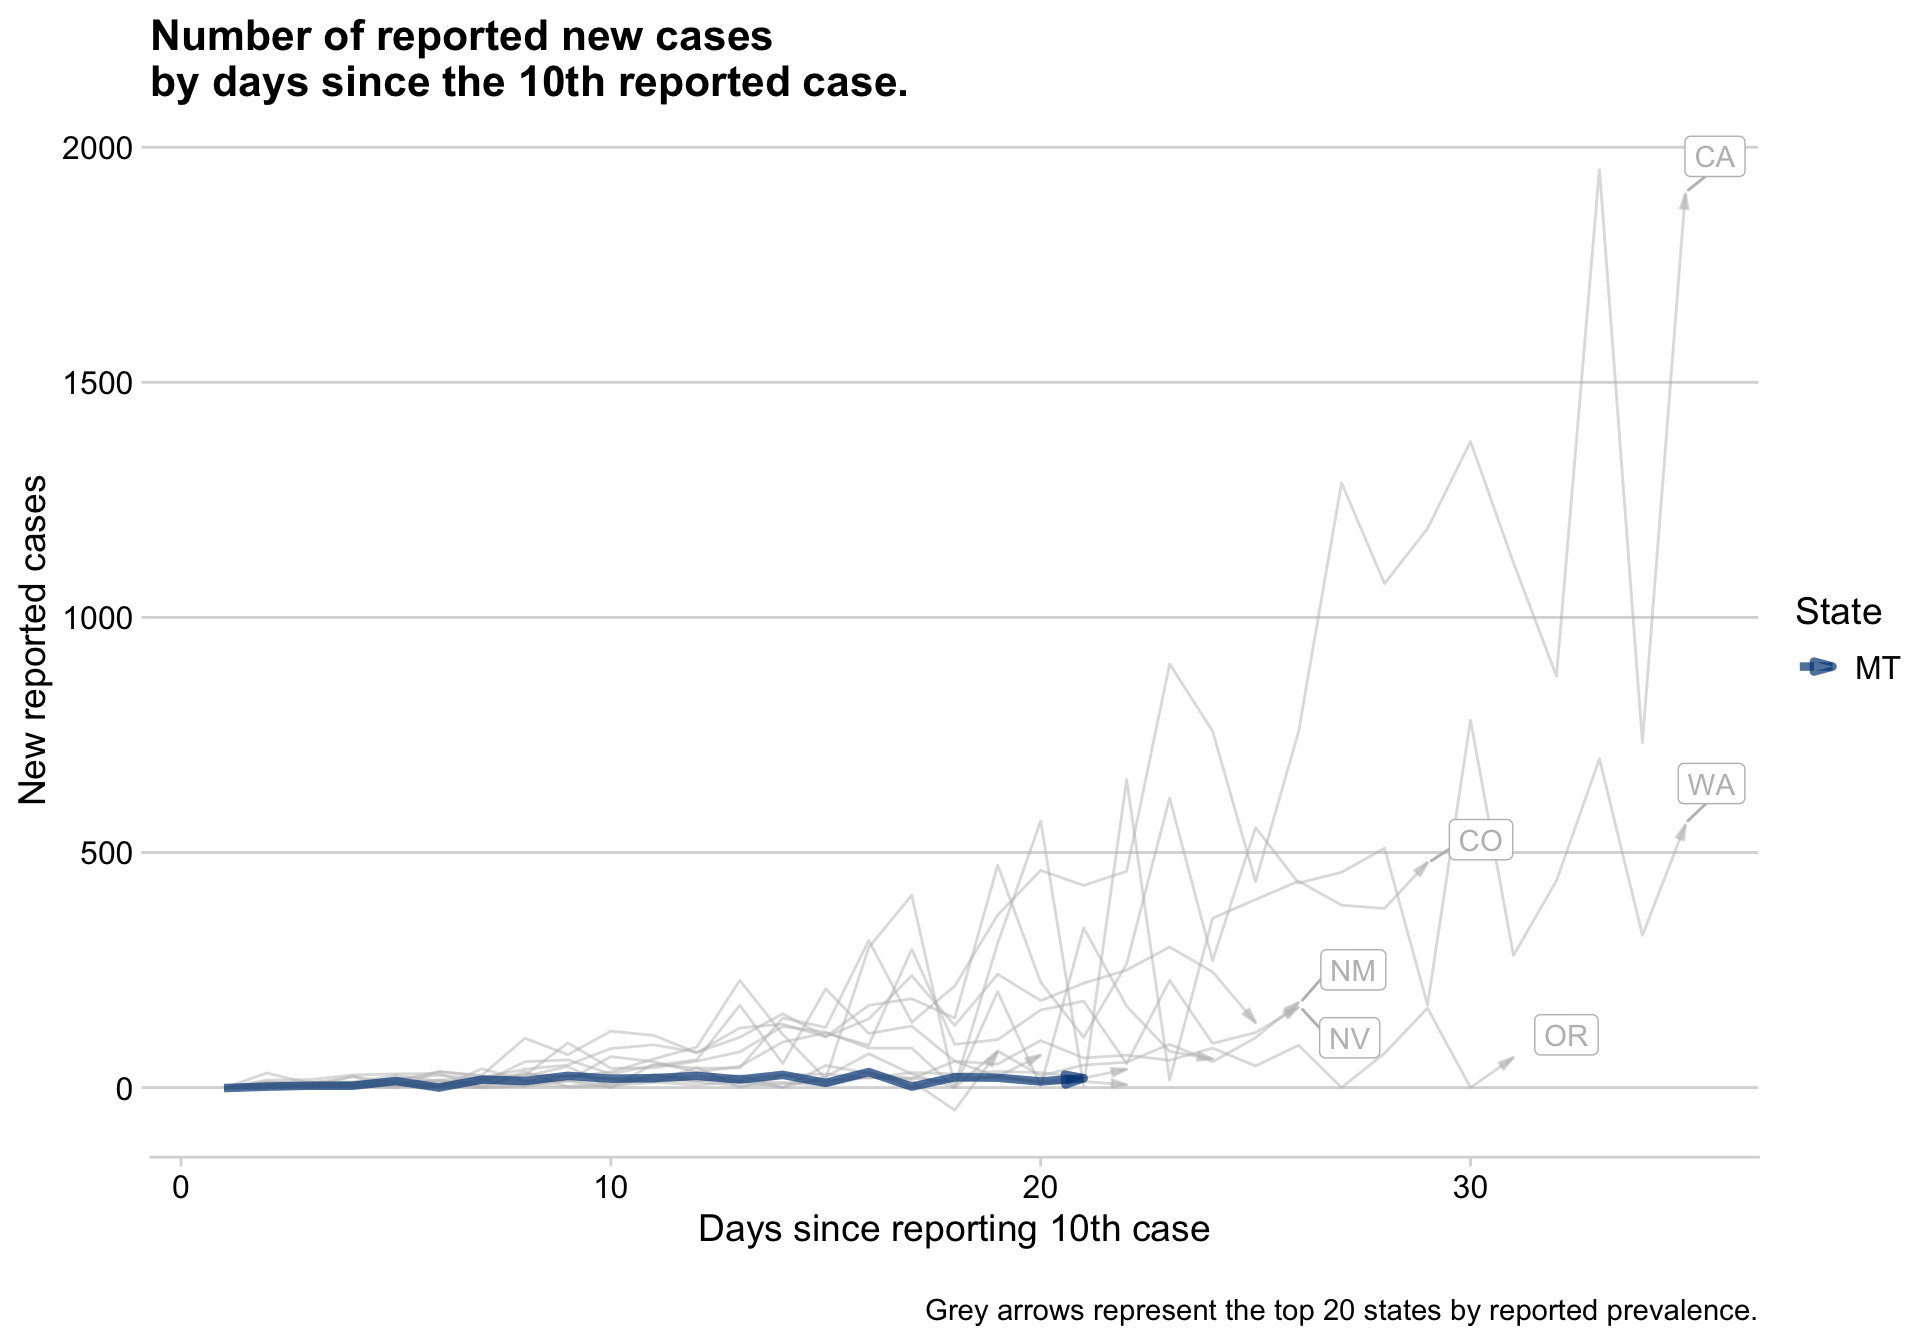 Number of reported new cases
by days since the 10th reported case.
New reported cases
2000
1500
1000
500
0
CA
WA
CO
NM
NV
OR
State
MT
0 10 20 30
Days since reporting 10th case
Grey arrows represent the top 20 states by reported prevalence.